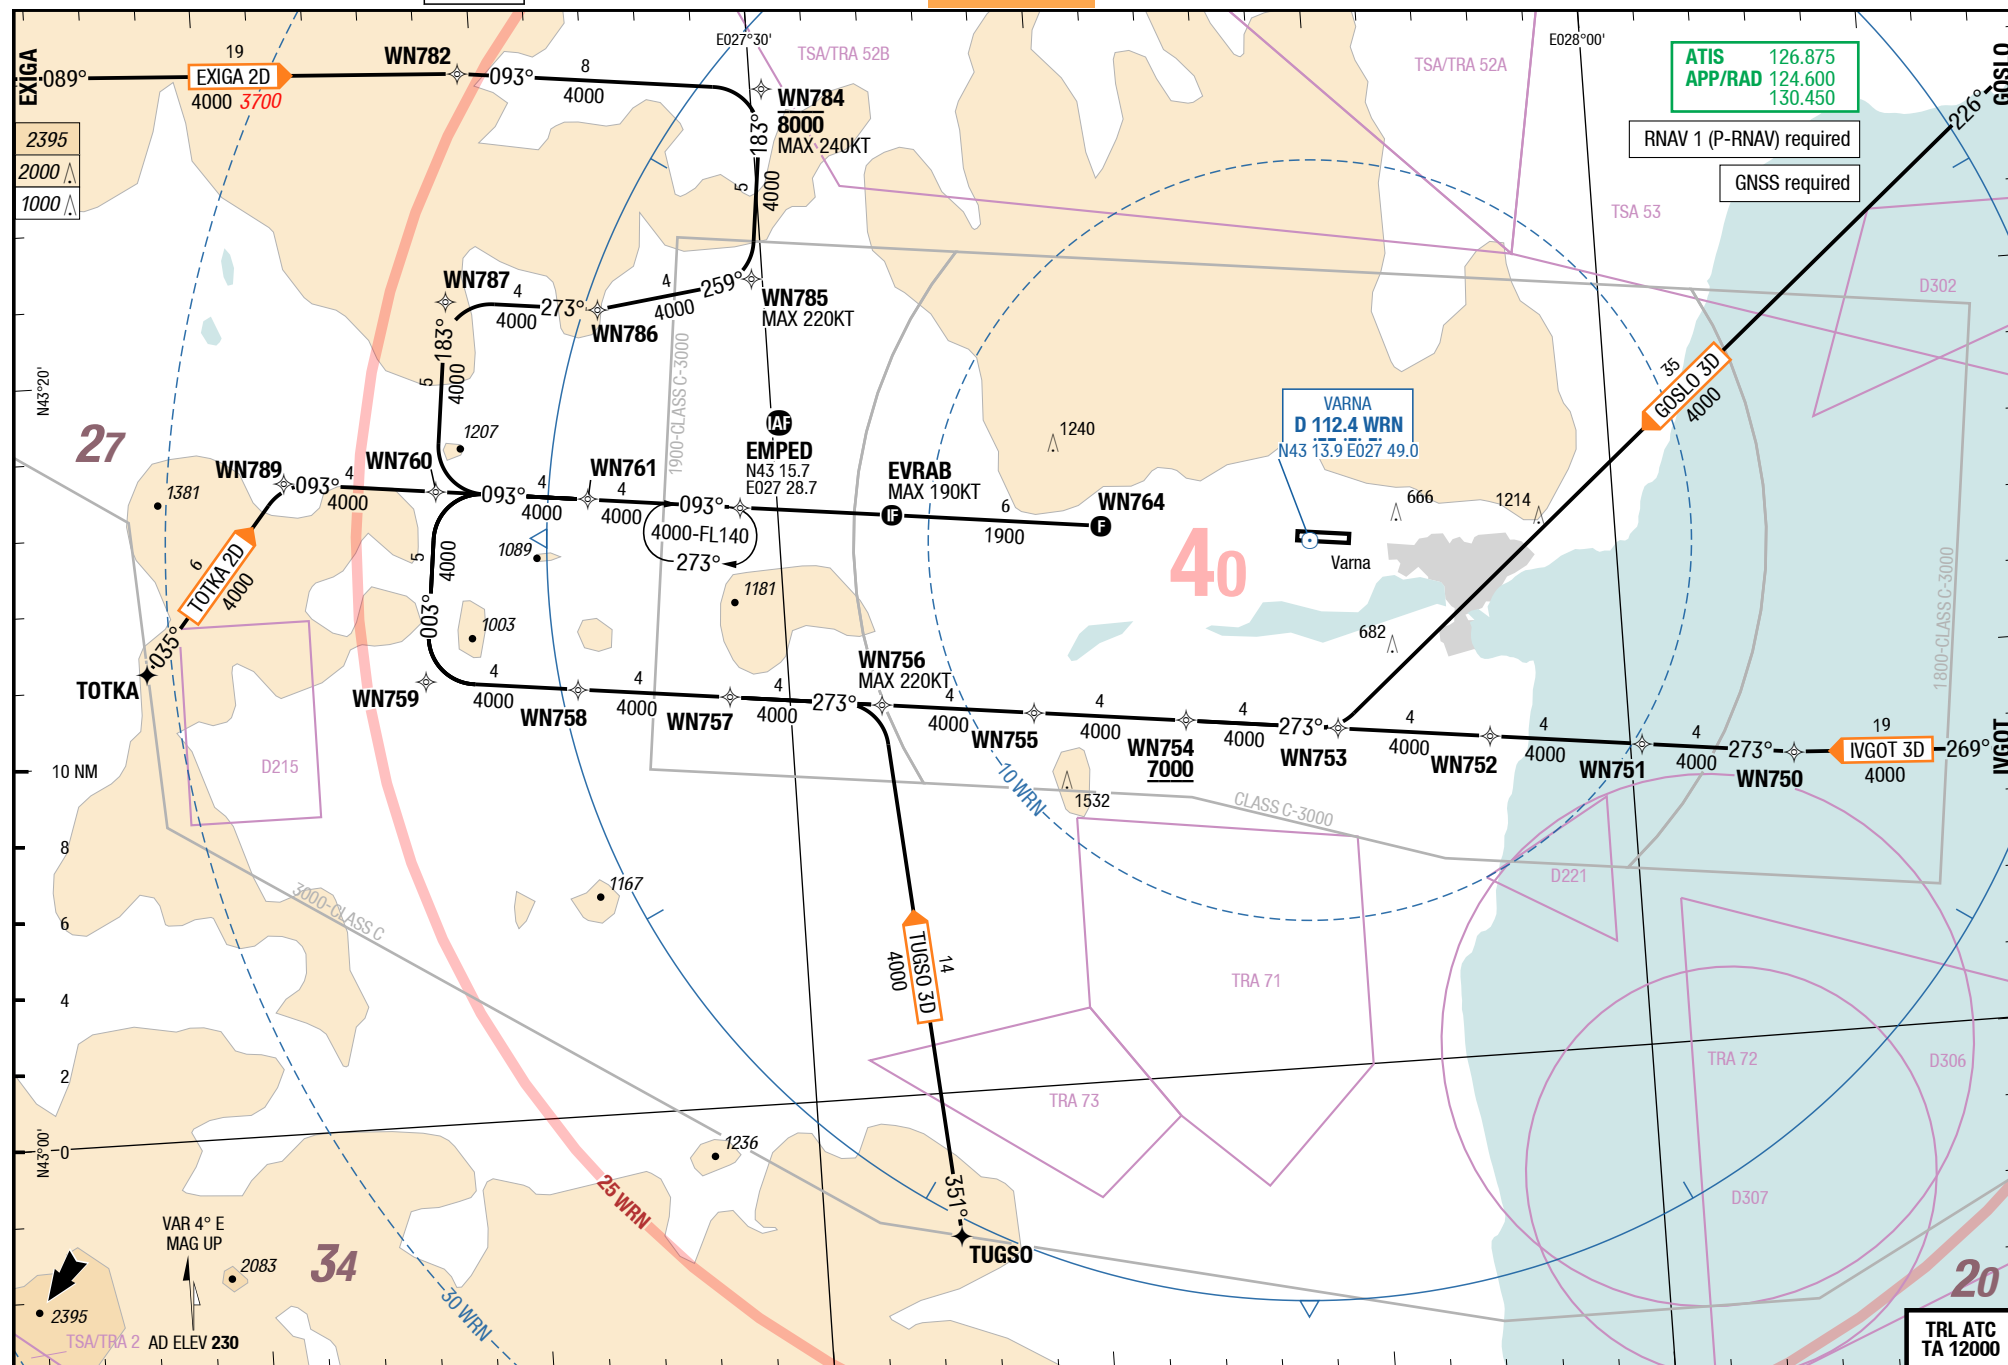 EXIGA
089°
19
EXIGA 2D
4000 3700
WN782
093°
8
4000
E027°30'
TSA/TRA 52B
WN784
8000
MAX 240KT
183°
5
4000
TSA/TRA 52A
E028°00'
ATIS 126.875
APP/RAD 124.600
130.450
RNAV 1 (P-RNAV) required
GNSS required
GOSLO
226°
TSA 53
D302
2395
2000
1000
WN787
4
4000
273°
WN786
4
4000
259°
WN785
MAX 220KT
183°
5
4000
1900-CLASS C-3000
N43°20'
27
1207
WN760
WN789
093°
4
4000
1381
6
TOTKA 2D
4000
035°
TOTKA
093°
4
4000
WN761
4
4000
093°
4000-FL140
273°
IAF
EMPED
N43 15.7
E027 28.7
EVRAB
MAX 190KT
IF
6
1900
WN764
F
1240
VARNA
D 112.4 WRN
N43 13.9 E027 49.0
35
GOSLO 3D
4000
666
1214
Varna
40
1089
5
4000
003°
1003
1181
682
1800-CLASS C-3000
WN759
4
4000
WN758
4
4000
WN757
4
4000
273°
WN756
MAX 220KT
4
4000
WN755
4
4000
WN754
7000
4
4000
273°
WN753
4
4000
WN752
4
4000
WN751
4
4000
273°
WN750
19
IVGOT 3D
4000
269°
IVGOT
D215
10 NM
8
6
4
2
0
N43°00'
10 WRN
1532
CLASS C-3000
D221
3000-CLASS C
1167
14
TUGSO 3D
4000
351°
TUGSO
TRA 71
TRA 72
TRA 73
D306
D307
1236
25 WRN
30 WRN
VAR 4° E
MAG UP
34
2083
2395
TSA/TRA 2
AD ELEV 230
20
TRL ATC
TA 12000